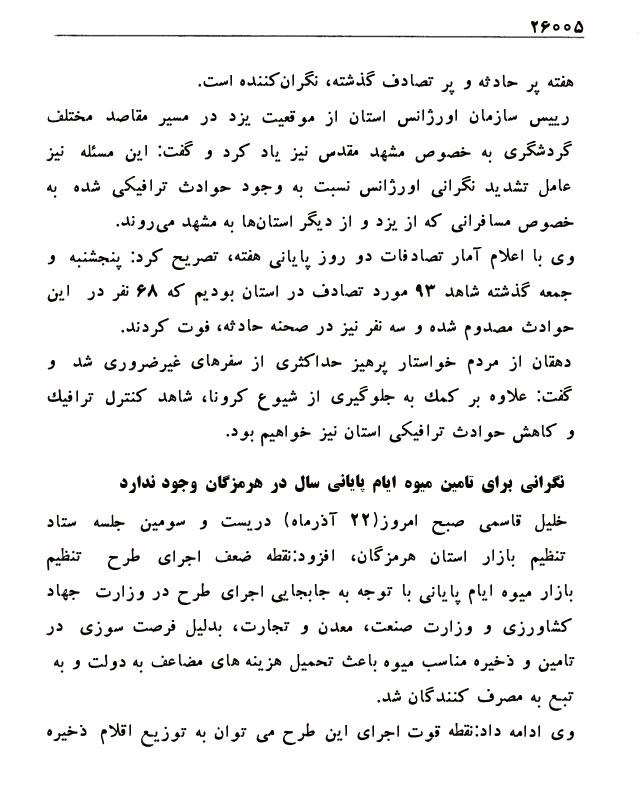 ۲۶۰۰۵
هفته پر حادثه و پر تصادف گذشته، نگران‌کننده است.
رییس سازمان اورژانس استان از موقعیت یزد در مسیر مقاصد مختلف
گردشگری به خصوص مشهد مقدس نیز یاد کرد و گفت: این مسئله نیز
عامل تشدید نگرانی اورژانس نسبت به وجود حوادث ترافیکی شده به
خصوص مسافرانی که از یزد و از دیگر استان‌ها به مشهد می‌روند.
وی با اعلام آمار تصادفات دو روز پایانی هفته، تصریح کرد: پنجشنبه و
جمعه گذشته شاهد ۹۳ مورد تصادف در استان بودیم که ۶۸ نفر در این
حوادث مصدوم شده و سه نفر نیز در صحنه حادثه، فوت کردند.
دهقان از مردم خواستار پرهیز حداکثری از سفرهای غیرضروری شد و
گفت: علاوه بر کمك به جلوگیری از شیوع کرونا، شاهد کنترل ترافیك
و کاهش حوادث ترافیکی استان نیز خواهیم بود.
نگرانی برای تامین میوه ایام پایانی سال در هرمزگان وجود ندارد
خلیل قاسمی صبح امروز(۲۲ آذرماه) دریست و سومین جلسه ستاد
تنظیم بازار استان هرمزگان، افزود:نقطه ضعف اجرای طرح تنظیم
بازار میوه ایام پایانی با توجه به جابجایی اجرای طرح در وزارت جهاد
کشاورزی و وزارت صنعت، معدن و تجارت، بدلیل فرصت سوزی در
تامین و ذخیره مناسب میوه باعث تحمیل هزینه های مضاعف به دولت و به
تبع به مصرف کنندگان شد.
وی ادامه داد:نقطه قوت اجرای این طرح می توان به توزیع اقلام ذخیره